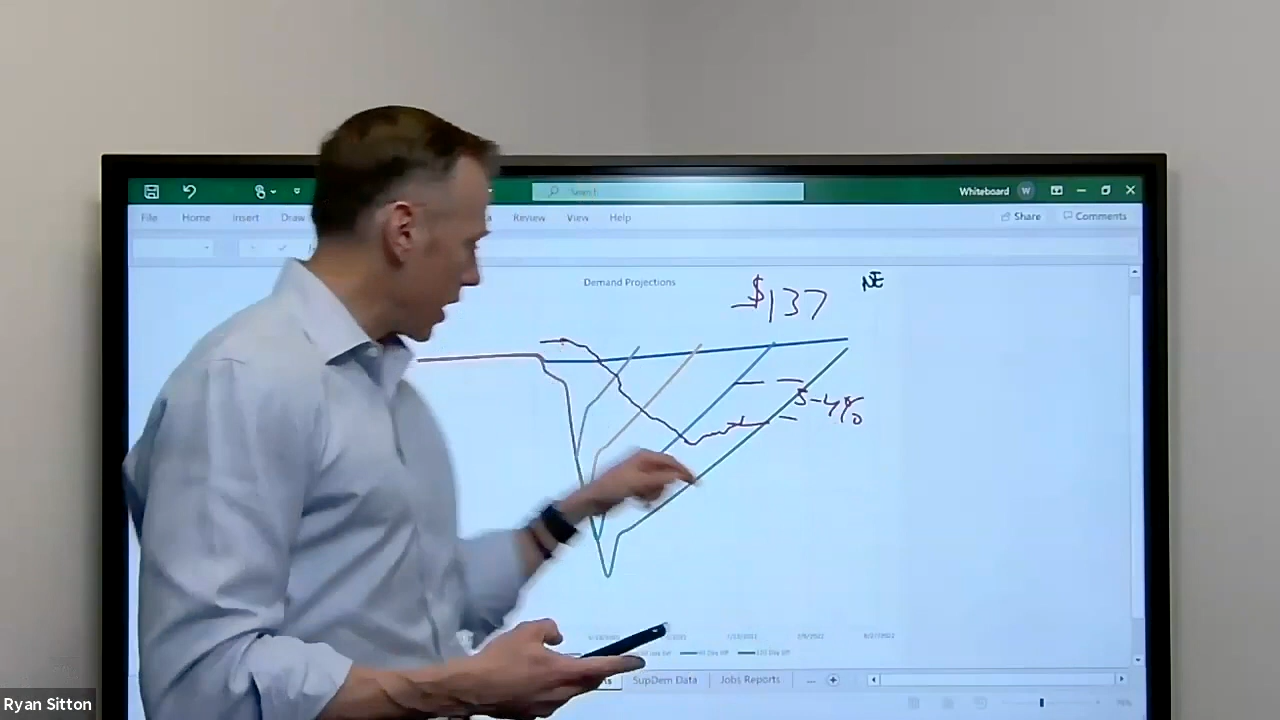 Whiteboard W
File Home Insert Draw Review View Help Share Comments
Demand Projections
$137
NE
5-4%
SupDem Data Jobs Reports ...
Ryan Sitton